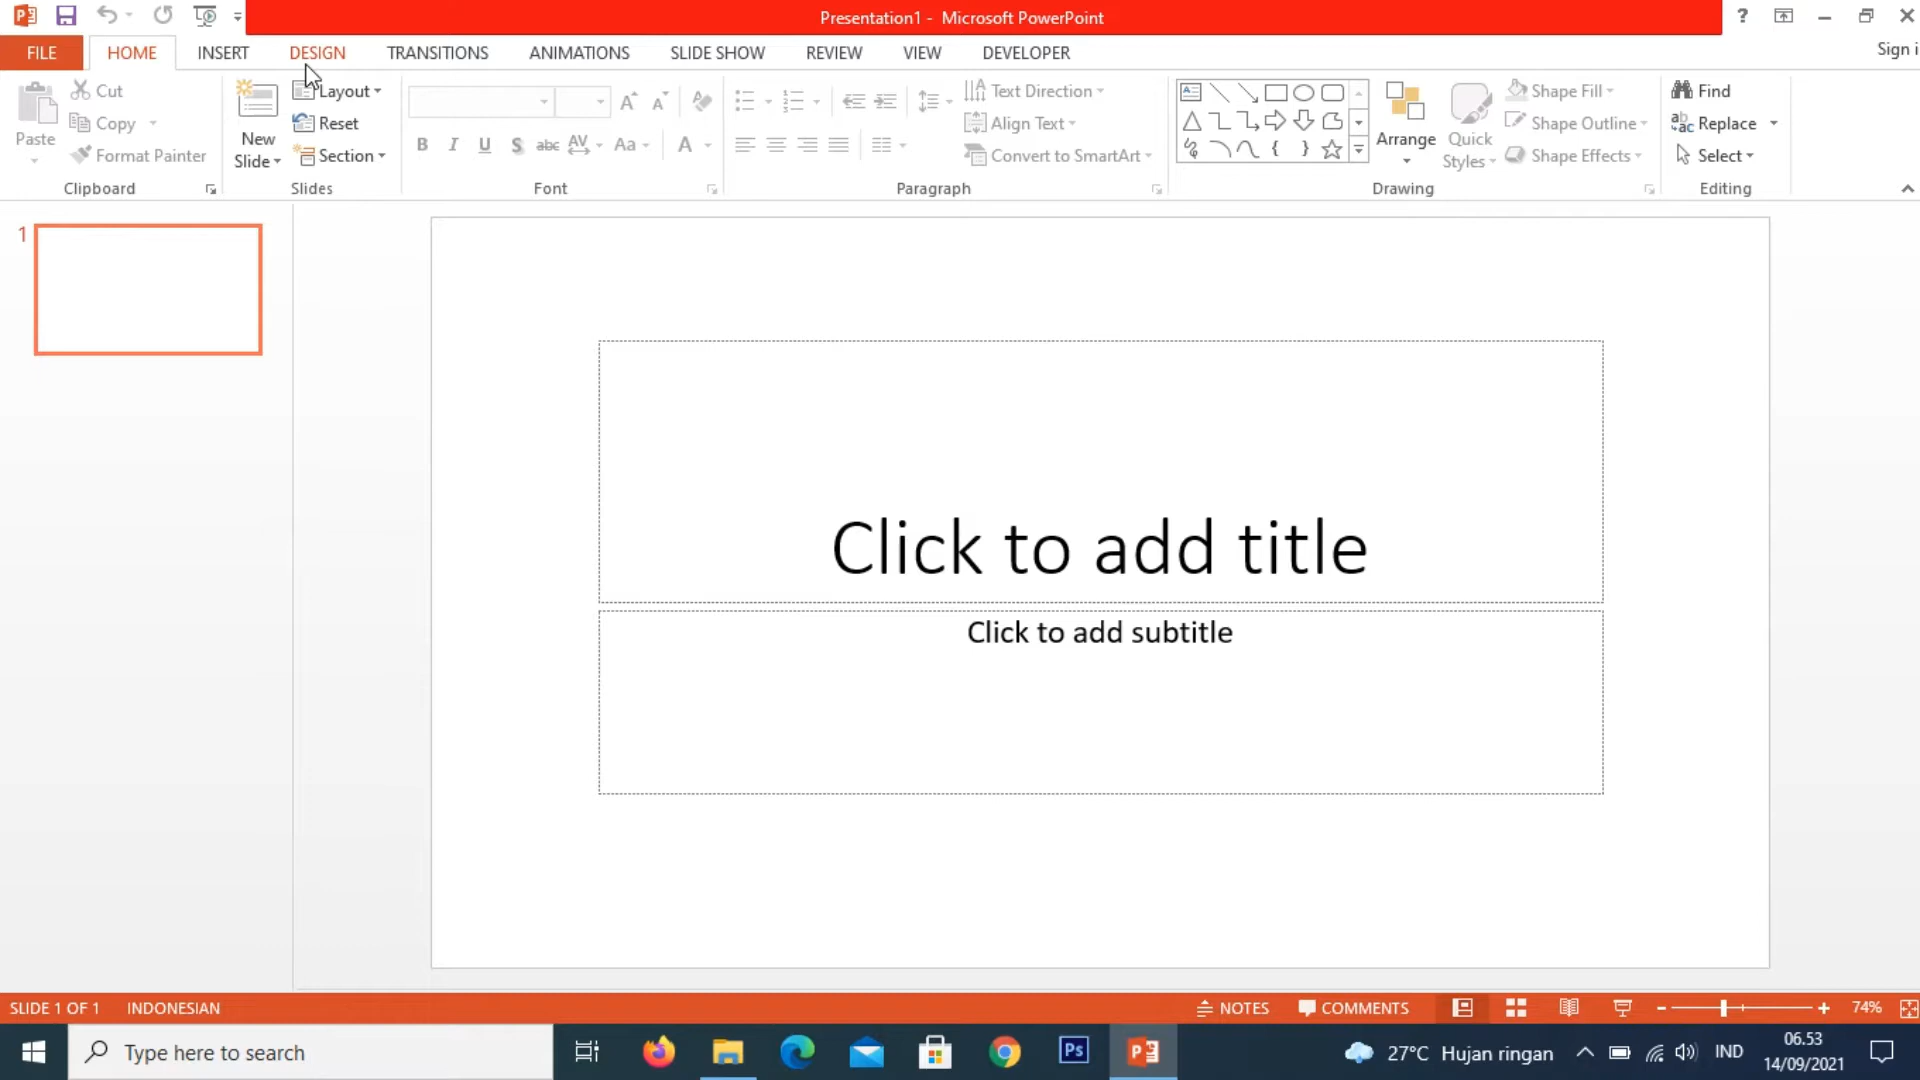 Presentation1 - Microsoft PowerPoint
FILE HOME INSERT DESIGN TRANSITIONS ANIMATIONS SLIDE SHOW REVIEW VIEW DEVELOPER
Paste
Cut
Copy
Format Painter
Clipboard
New
Slide
Layout
Reset
Section
Slides
Font
Text Direction
Align Text
Convert to SmartArt
Paragraph
Arrange
Quick
Styles
Shape Fill
Shape Outline
Shape Effects
Drawing
Find
Replace
Select
Editing
1
Click to add title
Click to add subtitle
SLIDE 1 OF 1 INDONESIAN NOTES COMMENTS 74%
Type here to search
Ps
27°C Hujan ringan
IND
06.53
14/09/2021